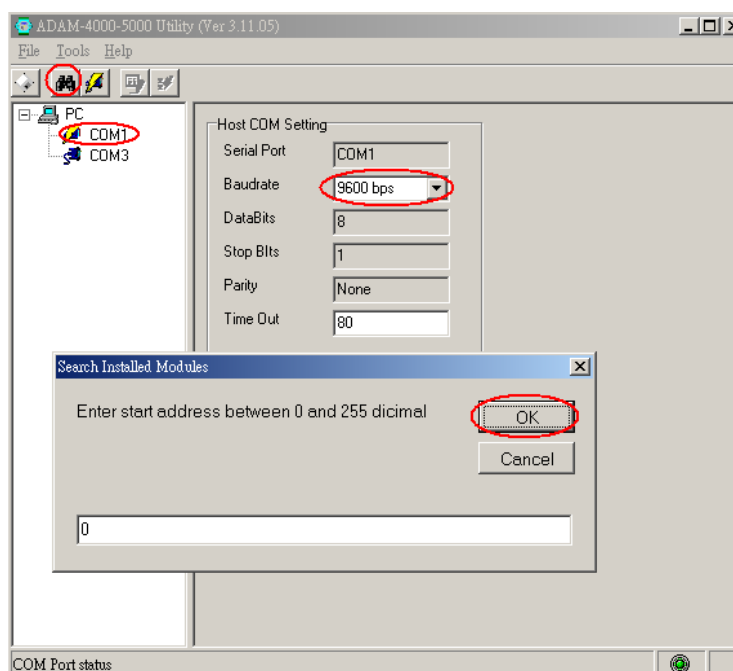 ADAM-4000-5000 Utility (Ver 3.11.05)
File Tools Help
PC
COM1
COM3
Host COM Setting
Serial Port COM1
Baudrate 9600 bps
DataBits 8
Stop BIts 1
Parity None
Time Out 80
Search Installed Modules
Enter start address between 0 and 255 dicimal
OK
Cancel
0
COM Port status